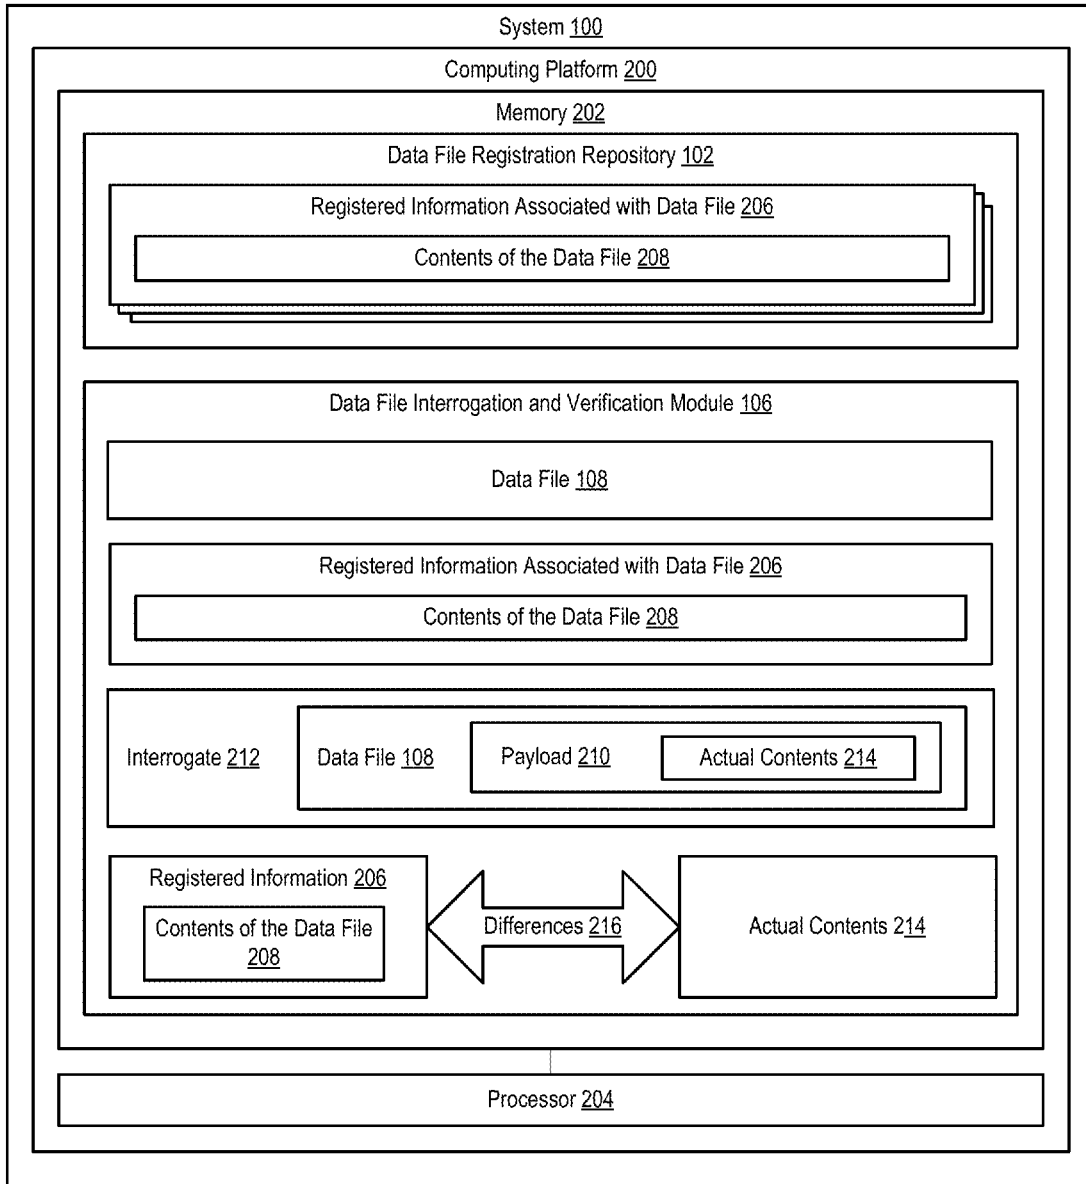 System 100
Computing Platform 200
Memory 202
Data File Registration Repository 102
Registered Information Associated with Data File 206
Contents of the Data File 208
Data File Interrogation and Verification Module 106
Data File 108
Registered Information Associated with Data File 206
Contents of the Data File 208
Interrogate 212
Data File 108
Payload 210
Actual Contents 214
Registered Information 206
Contents of the Data File
208
Differences 216
Actual Contents 214
Processor 204